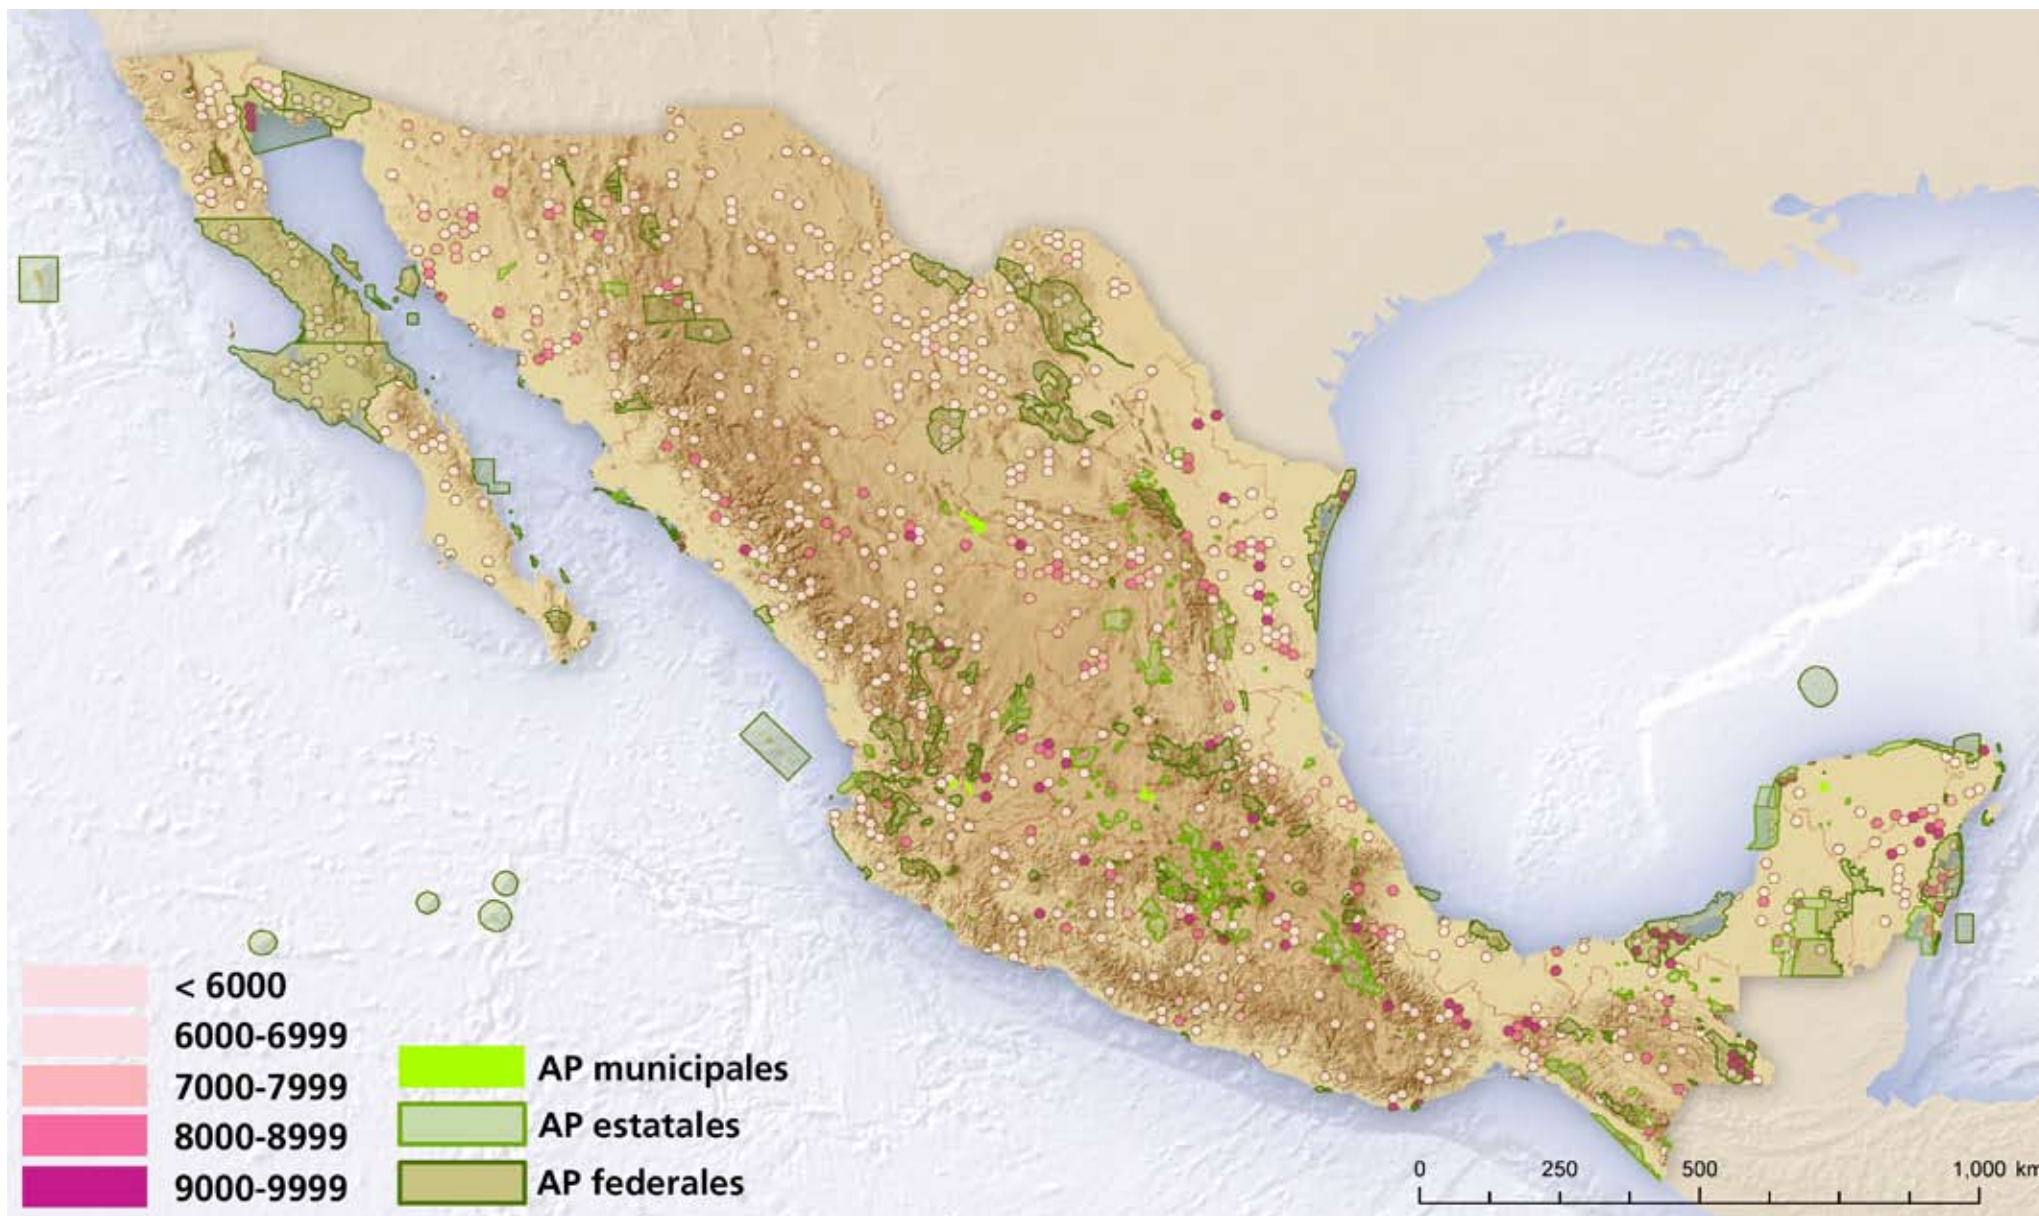 < 6000
6000-6999
7000-7999
8000-8999
9000-9999
AP municipales
AP estatales
AP federales
0 250 500 1,000 km